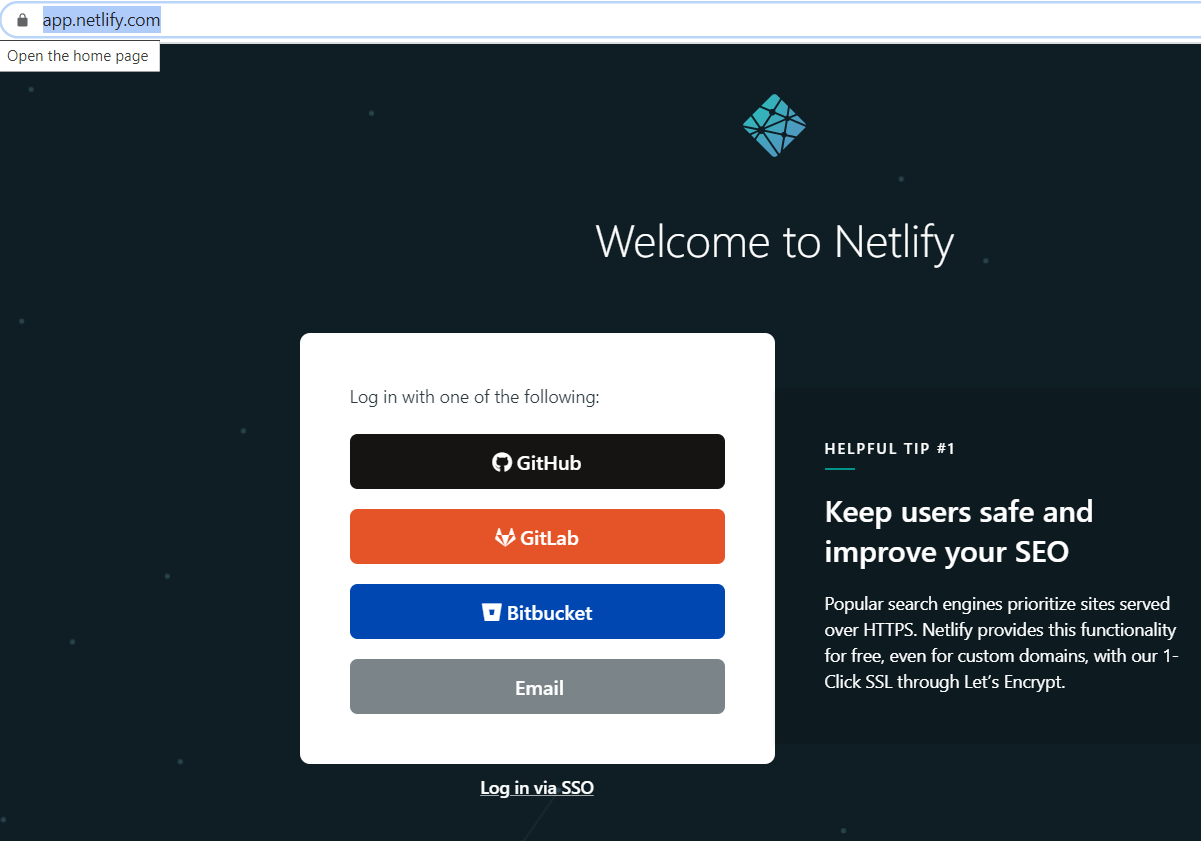 app.netlify.com
Open the home page
Welcome to Netlify
Log in with one of the following:
GitHub
GitLab
Bitbucket
Email
Log in via SSO
HELPFUL TIP #1
Keep users safe and
improve your SEO
Popular search engines prioritize sites served
over HTTPS. Netlify provides this functionality
for free, even for custom domains, with our 1-
Click SSL through Let’s Encrypt.